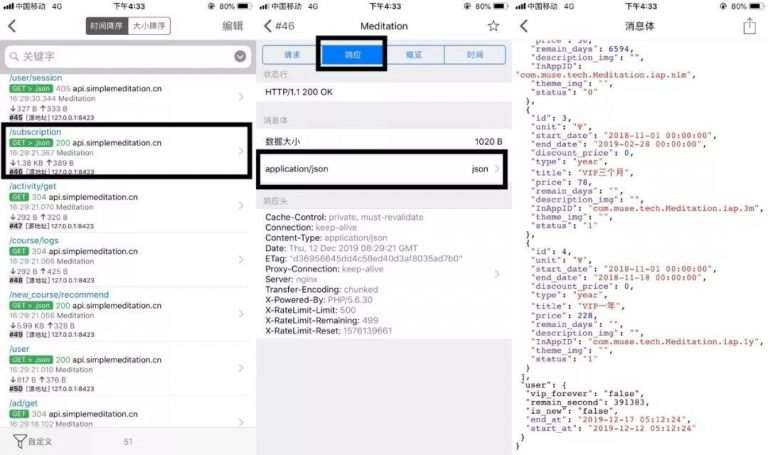 中国移动 4G 下午4:33 80%
时间降序 大小降序 编辑
关键字
/user/session
GET > .json 405 api.simplemeditation.cn
16:29:30.344 Meditation
↓327 B ↑333 B
#45 [源地址] 127.0.0.1:8423
/subscription
GET > .json 200 api.simplemeditation.cn
16:29:21.367 Meditation
↓1.38 KB ↑389 B
#46 [源地址] 127.0.0.1:8423
/activity/get
GET 304 api.simplemeditation.cn
16:29:21.070 Meditation
↓292 B ↑320 B
#47 [源地址] 127.0.0.1:8423
/course/logs
GET 304 api.simplemeditation.cn
16:29:21.066 Meditation
↓292 B ↑425 B
#48 [源地址] 127.0.0.1:8423
/new_course/recommend
GET > .json 200 api.simplemeditation.cn
16:29:21.056 Meditation
↓5.99 KB ↑328 B
#49 [源地址] 127.0.0.1:8423
/user
GET > .json 200 api.simplemeditation.cn
16:29:21.010 Meditation
↓617 B ↑376 B
#50 [源地址] 127.0.0.1:8423
/ad/get
GET 304 api.simplemeditation.cn
16:29:18.102 Meditation
自定义 51
中国移动 4G 下午4:33 80%
#46 Meditation
请求 响应 概览 时间
状态行
HTTP/1.1 200 OK
消息体
数据大小 1020 B
application/json json
响应头
Cache-Control: private, must-revalidate
Connection: keep-alive
Content-Type: application/json
Date: Thu, 12 Dec 2019 08:29:21 GMT
ETag: "d36956645dd4c56ed40d3af8035ad7b0"
Proxy-Connection: keep-alive
Server: nginx
Transfer-Encoding: chunked
X-Powered-By: PHP/5.6.30
X-RateLimit-Limit: 500
X-RateLimit-Remaining: 499
X-RateLimit-Reset: 1576139661
中国移动 4G 下午4:33 80%
消息体
"price": 30,
"remain_days": 6594,
"description_img": "",
"InAppID":
"com.muse.tech.Meditation.iap.nlm",
"theme_img": "",
"status": "0"
},
{
"id": 3,
"unit": "¥",
"start_date": "2018-11-01 00:00:00",
"end_date": "2019-02-28 00:00:00",
"discount_price": 0,
"type": "year",
"title": "VIP三个月",
"price": 78,
"remain_days": "",
"description_img": "",
"InAppID": "com.muse.tech.Meditation.iap.3m",
"theme_img": "",
"status": "1"
},
{
"id": 4,
"unit": "¥",
"start_date": "2018-11-01 00:00:00",
"end_date": "2018-11-18 00:00:00",
"discount_price": 0,
"type": "year",
"title": "VIP一年",
"price": 228,
"remain_days": "",
"description_img": "",
"InAppID": "com.muse.tech.Meditation.iap.1y",
"theme_img": "",
"status": "1"
}
],
"user": {
"vip_forever": "false",
"remain_second": 391383,
"is_new": "false",
"end_at": "2019-12-17 05:12:24",
"start_at": "2019-12-12 05:12:24"
}
}